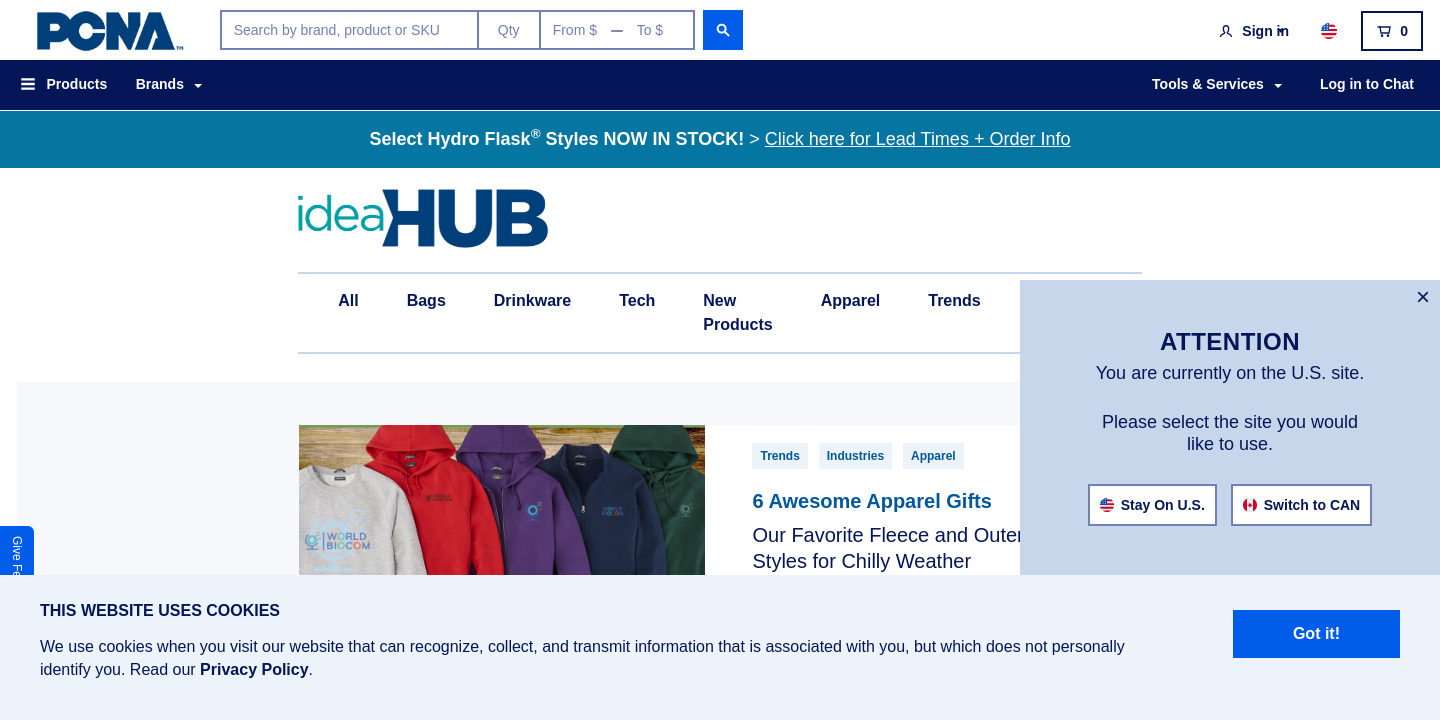 PCNA™
Search by brand, product or SKU
Qty
From $ — To $
Sign in
0
Products
Brands
Tools & Services
Log in to Chat
Select Hydro Flask® Styles NOW IN STOCK! > Click here for Lead Times + Order Info
ideaHUB
All
Bags
Drinkware
Tech
New
Products
Apparel
Trends
×
ATTENTION
You are currently on the U.S. site.
Please select the site you would
like to use.
Stay On U.S.
Switch to CAN
Trends
Industries
Apparel
6 Awesome Apparel Gifts
Our Favorite Fleece and Outer
Styles for Chilly Weather
WORLD
BIOCOM
WORLD
BIOCOM
Give Fe
THIS WEBSITE USES COOKIES
We use cookies when you visit our website that can recognize, collect, and transmit information that is associated with you, but which does not personally
identify you. Read our Privacy Policy.
Got it!